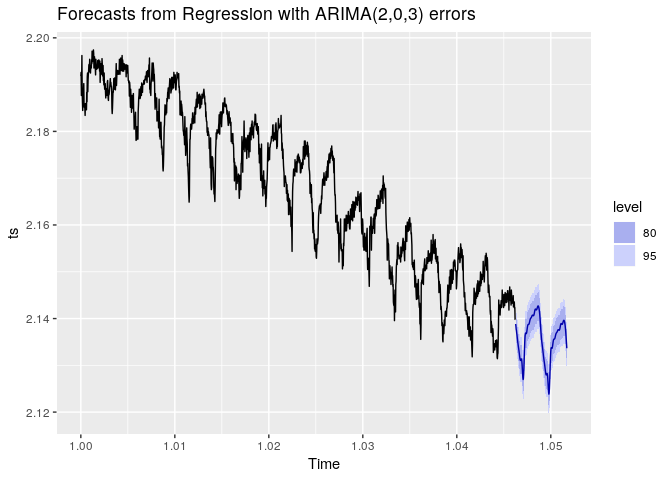 Forecasts from Regression with ARIMA(2,0,3) errors
2.20
2.18
2.16
2.14
2.12
ts
1.00 1.01 1.02 1.03 1.04 1.05
Time
level
80
95